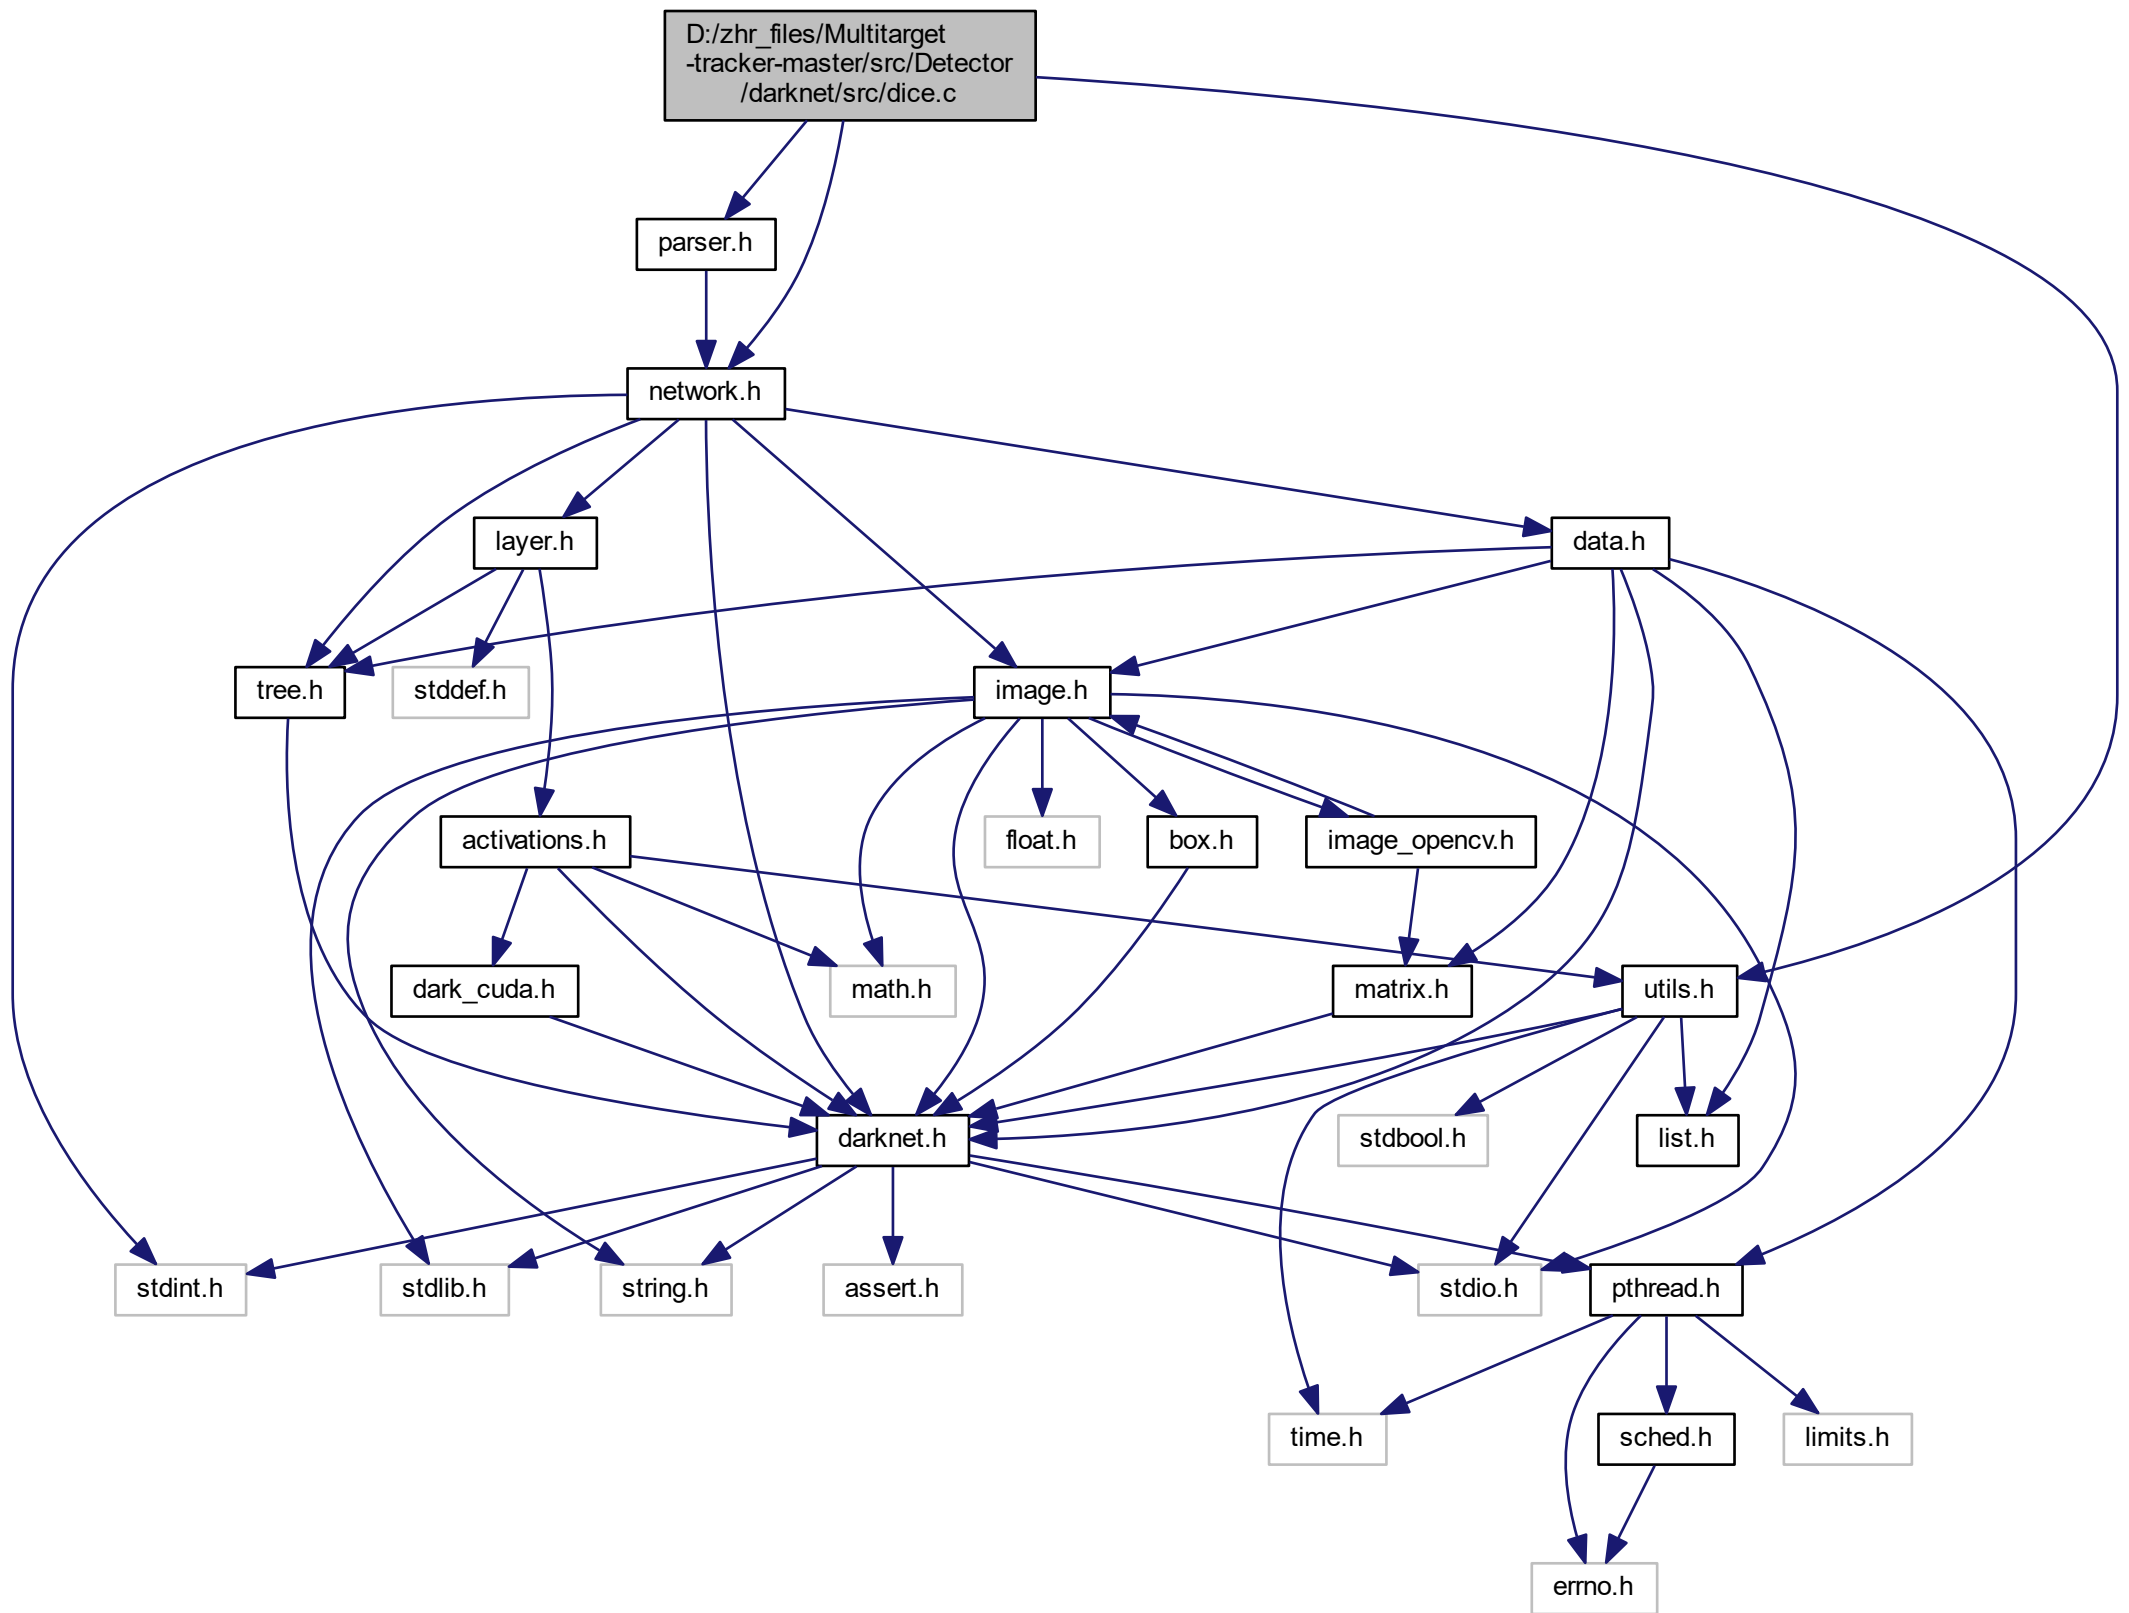 D:/zhr_files/Multitarget
-tracker-master/src/Detector
/darknet/src/dice.c
parser.h
network.h
layer.h
data.h
tree.h
stddef.h
image.h
activations.h
float.h
box.h
image_opencv.h
dark_cuda.h
math.h
matrix.h
utils.h
darknet.h
stdbool.h
list.h
stdint.h
stdlib.h
string.h
assert.h
stdio.h
pthread.h
time.h
sched.h
limits.h
errno.h